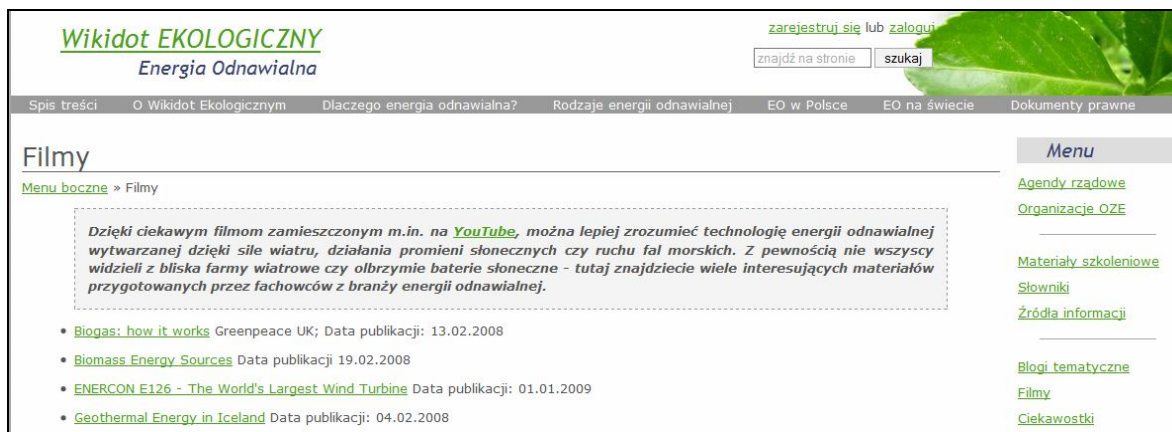 Wikidot EKOLOGICZNY
Energia Odnawialna
zarejestruj się lub zaloguj
znajdź na stronie szukaj
Spis treści O Wikidot Ekologicznym Dlaczego energia odnawialna? Rodzaje energii odnawialnej EO w Polsce EO na świecie Dokumenty prawne
Filmy
Menu boczne » Filmy
Dzięki ciekawym filmom zamieszczonym m.in. na YouTube, można lepiej zrozumieć technologię energii odnawialnej
wytwarzanej dzięki sile wiatru, działania promieni słonecznych czy ruchu fal morskich. Z pewnością nie wszyscy
widzieli z bliska farmy wiatrowe czy olbrzymie baterie słoneczne - tutaj znajdziecie wiele interesujących materiałów
przygotowanych przez fachowców z branży energii odnawialnej.
• Biogas: how it works Greenpeace UK; Data publikacji: 13.02.2008
• Biomass Energy Sources Data publikacji 19.02.2008
• ENERCON E126 - The World's Largest Wind Turbine Data publikacji: 01.01.2009
• Geothermal Energy in Iceland Data publikacji: 04.02.2008
Menu
Agendy rządowe
Organizacje OZE
Materiały szkoleniowe
Słowniki
Źródła informacji
Blogi tematyczne
Filmy
Ciekawostki